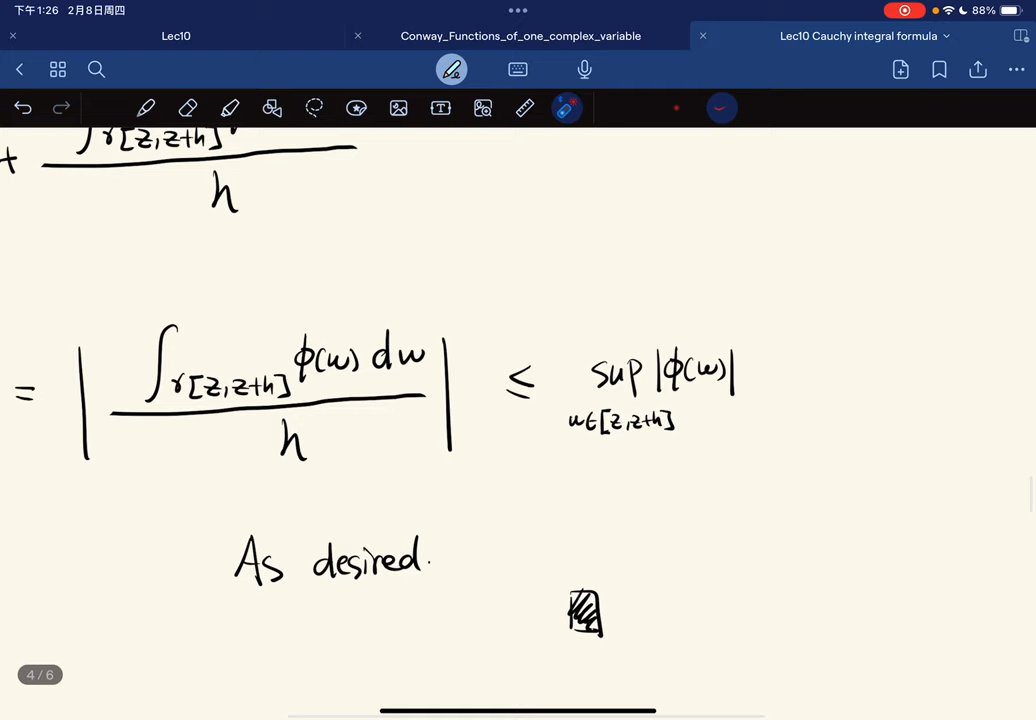 下午1:26 2月8日周四 88%
Lec10 Conway_Functions_of_one_complex_variable Lec10 Cauchy integral formula
+ ∫γ[z,z+h] / h
= | ∫γ[z,z+h] φ(w) dw / h | ≤ sup |φ(w)|
w∈[z,z+h]
As desired.
4 / 6